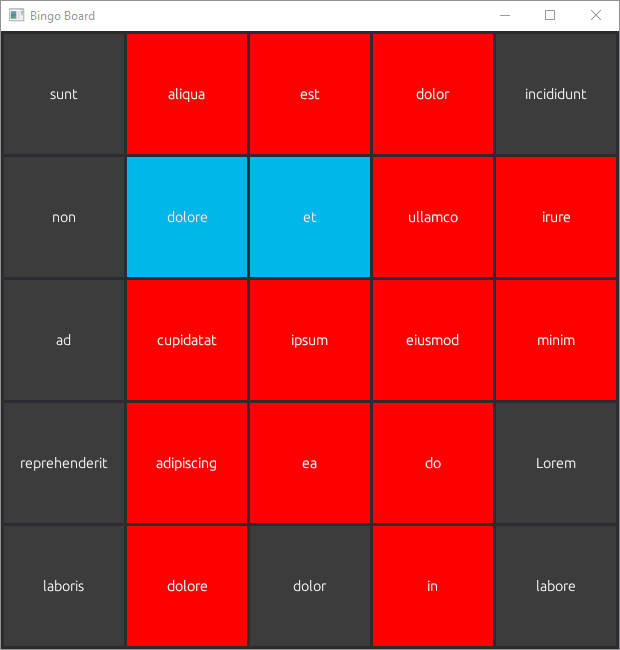 Bingo Board
sunt aliqua est dolor incididunt
non dolore et ullamco irure
ad cupidatat ipsum eiusmod minim
reprehenderit adipiscing ea do Lorem
laboris dolore dolor in labore